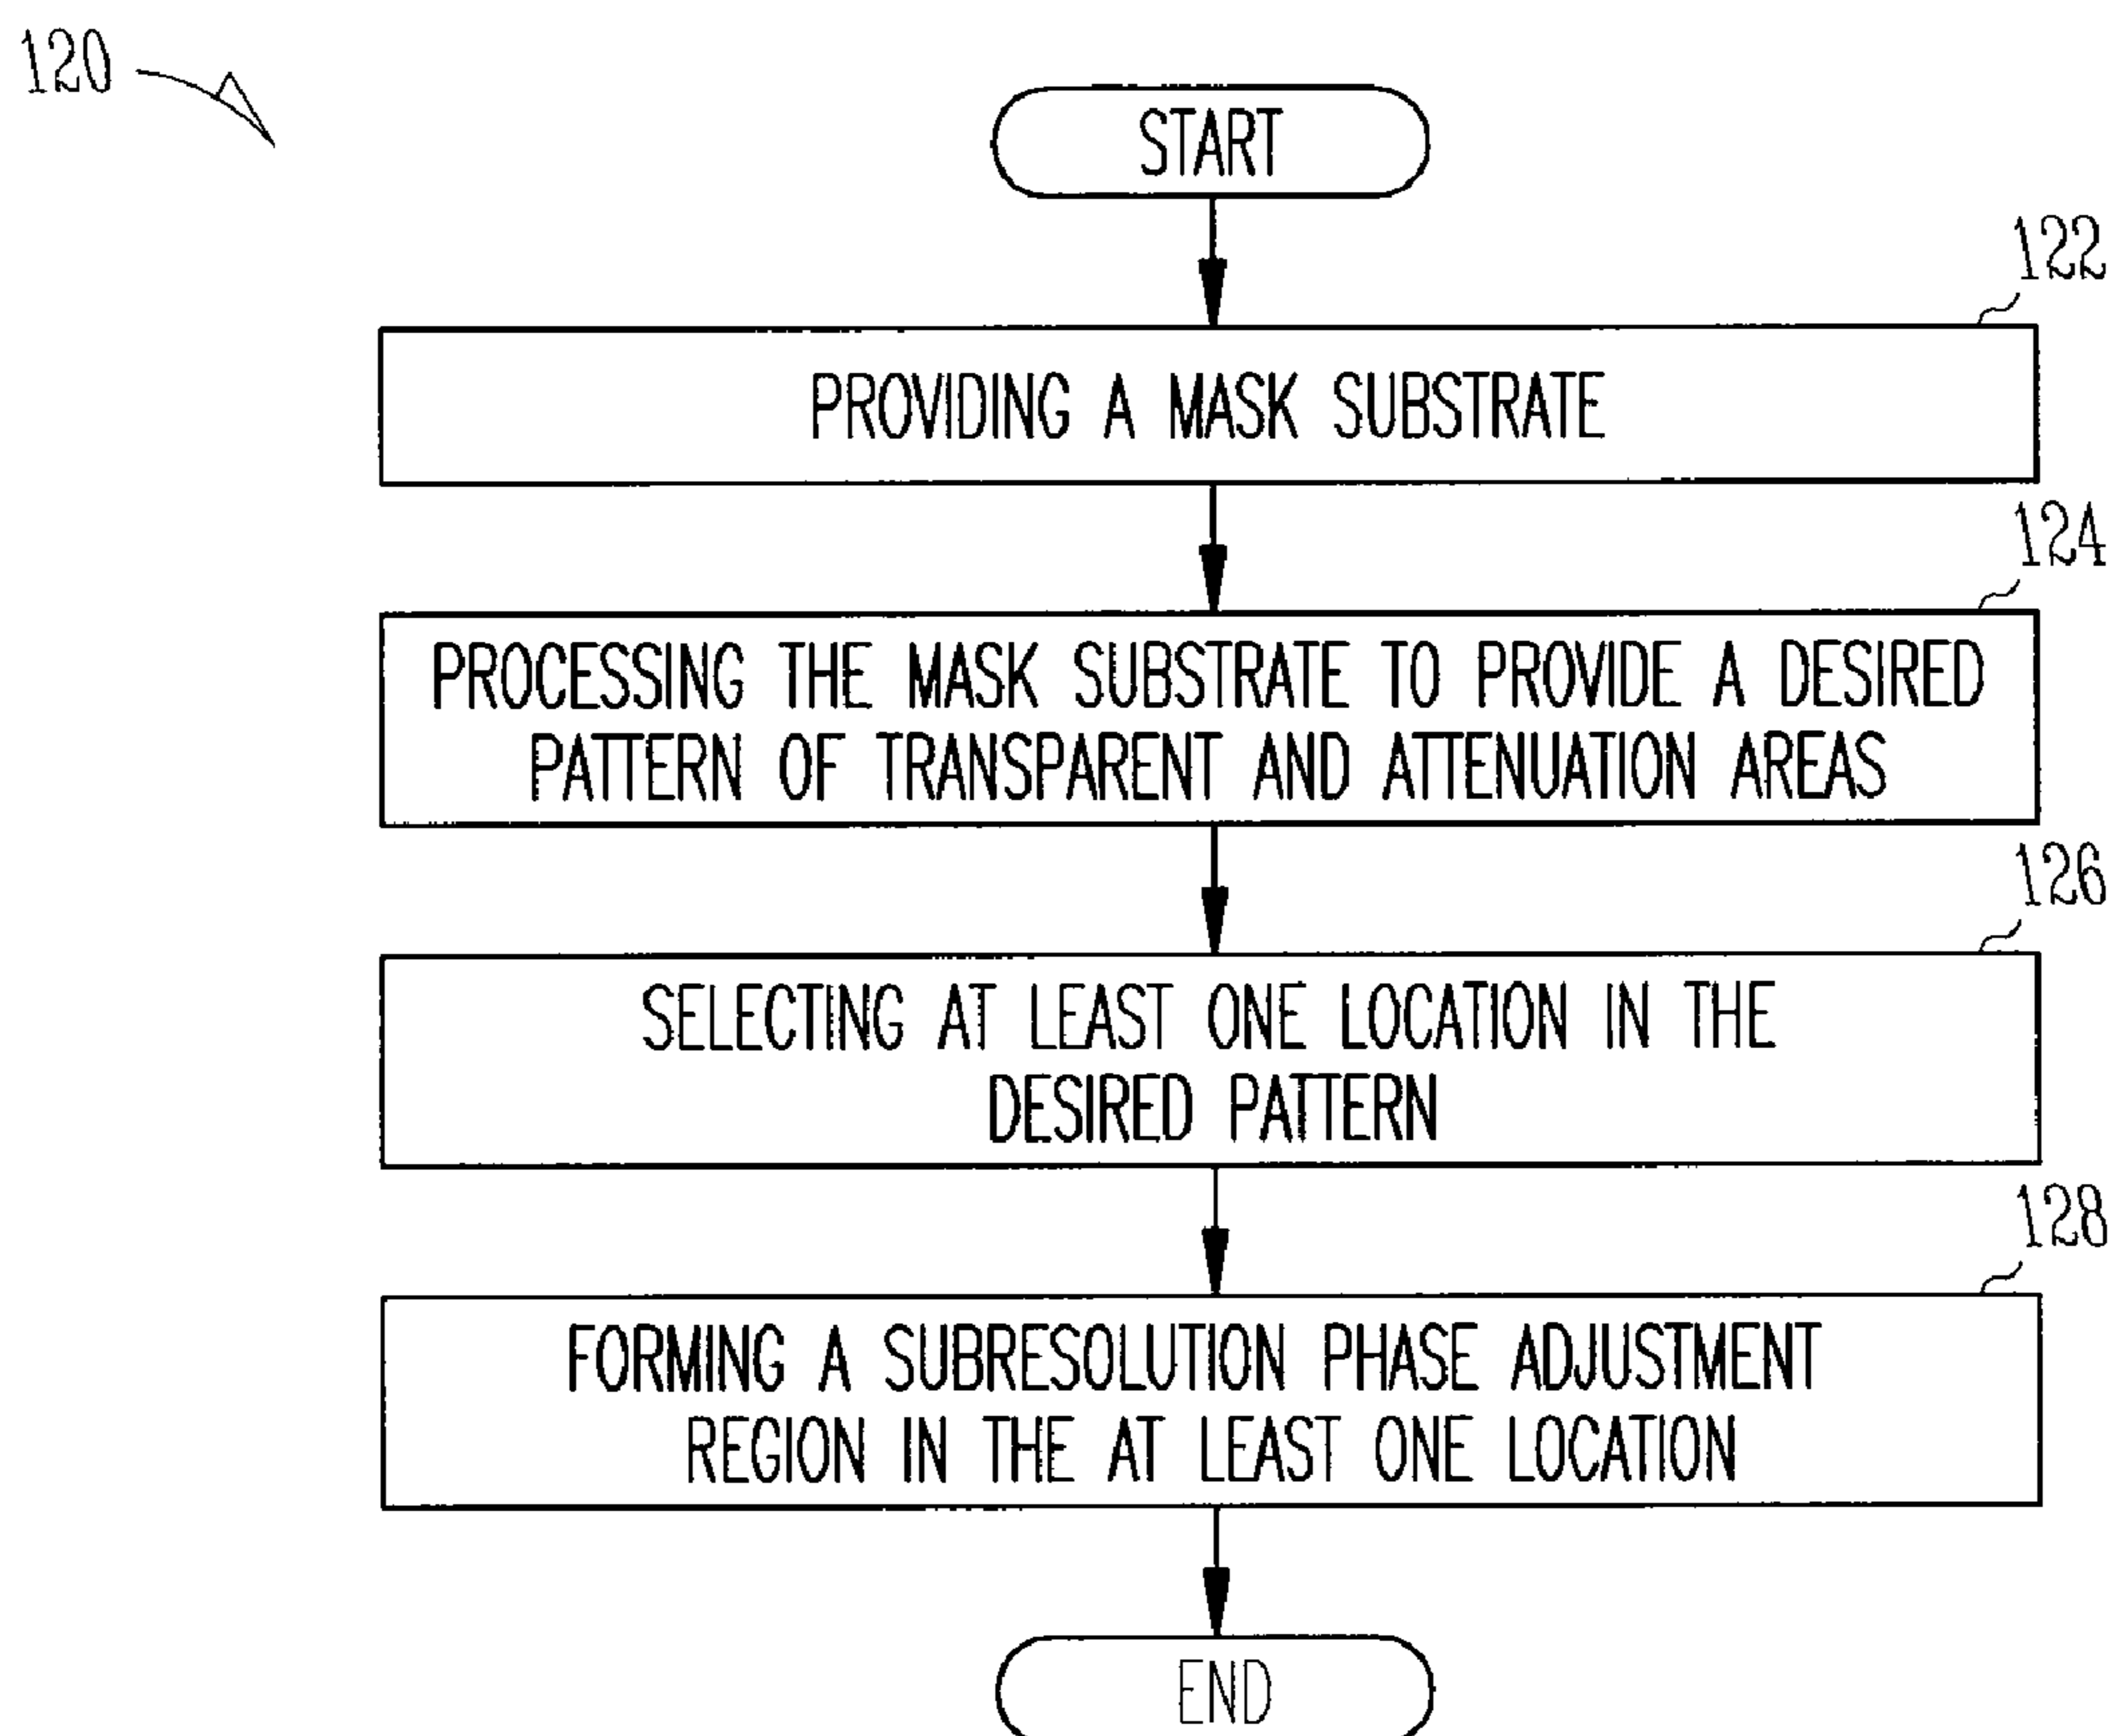 120
START
122
PROVIDING A MASK SUBSTRATE
124
PROCESSING THE MASK SUBSTRATE TO PROVIDE A DESIRED
PATTERN OF TRANSPARENT AND ATTENUATION AREAS
126
SELECTING AT LEAST ONE LOCATION IN THE
DESIRED PATTERN
128
FORMING A SUBRESOLUTION PHASE ADJUSTMENT
REGION IN THE AT LEAST ONE LOCATION
END